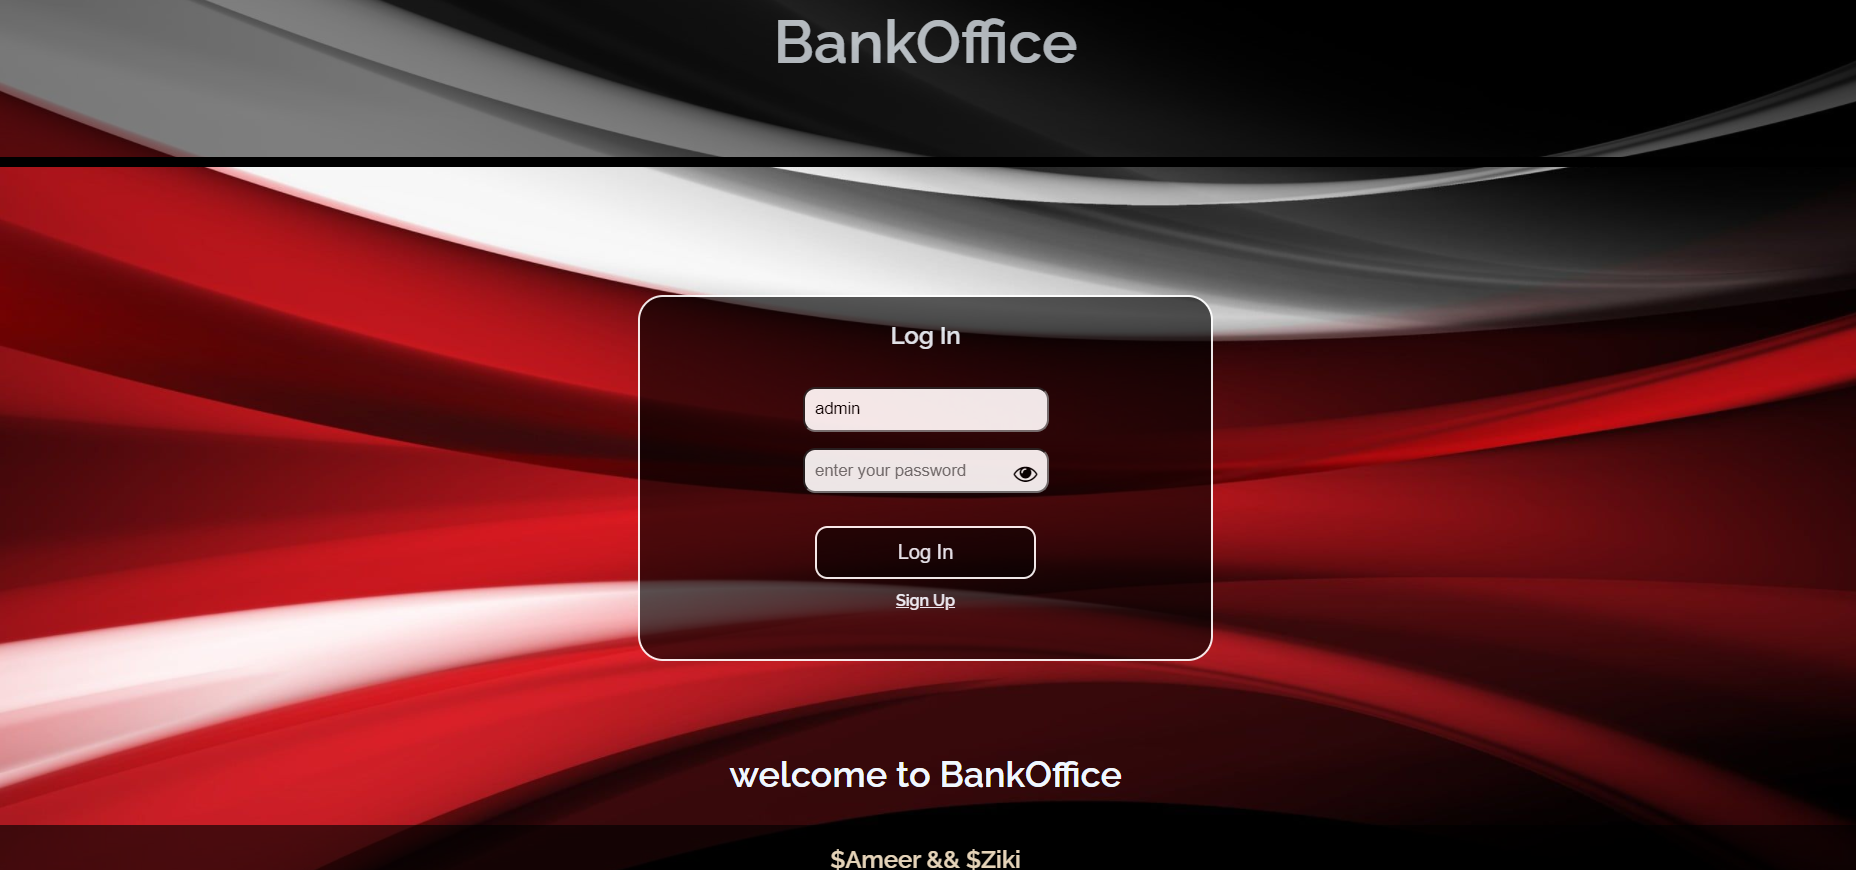 BankOffice
Log In
admin
enter your password
Log In
Sign Up
welcome to BankOffice
$Ameer && $Ziki